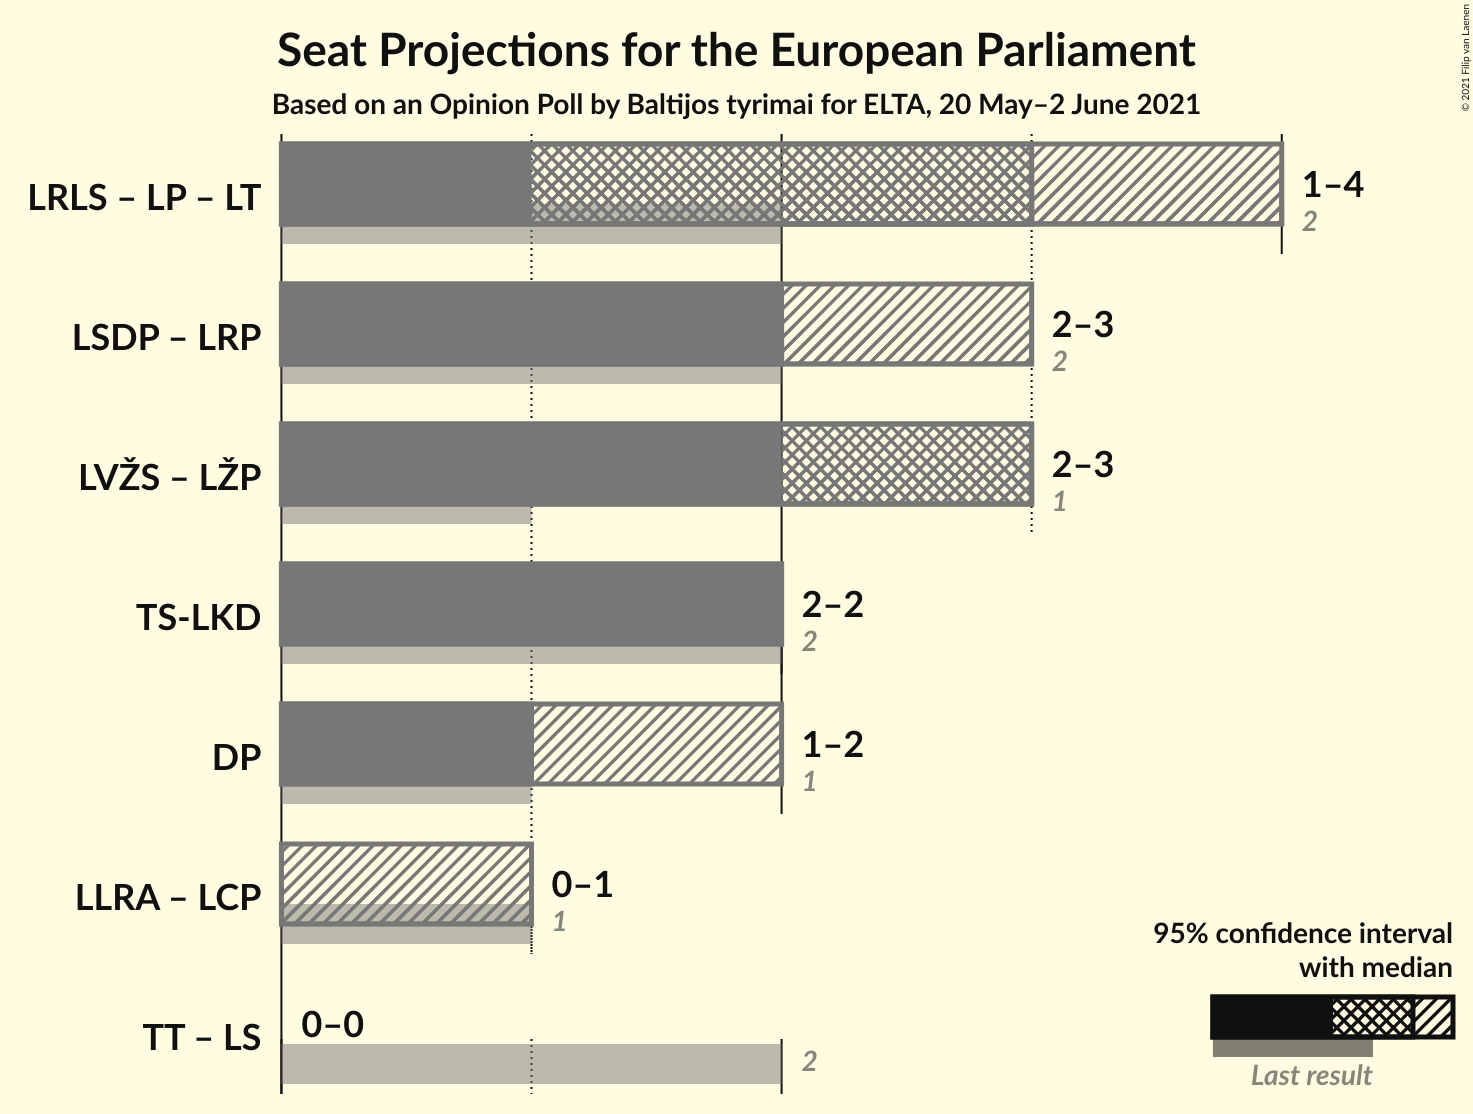 Seat Projections for the European Parliament
Based on an Opinion Poll by Baltijos tyrimai for ELTA, 20 May–2 June 2021
© 2021 Filip van Laenen
LRLS – LP – LT
1–4
2
LSDP – LRP
2–3
2
LVŽS – LŽP
2–3
1
TS-LKD
2–2
2
DP
1–2
1
LLRA – LCP
0–1
1
TT – LS
0–0
2
95% confidence interval
with median
Last result